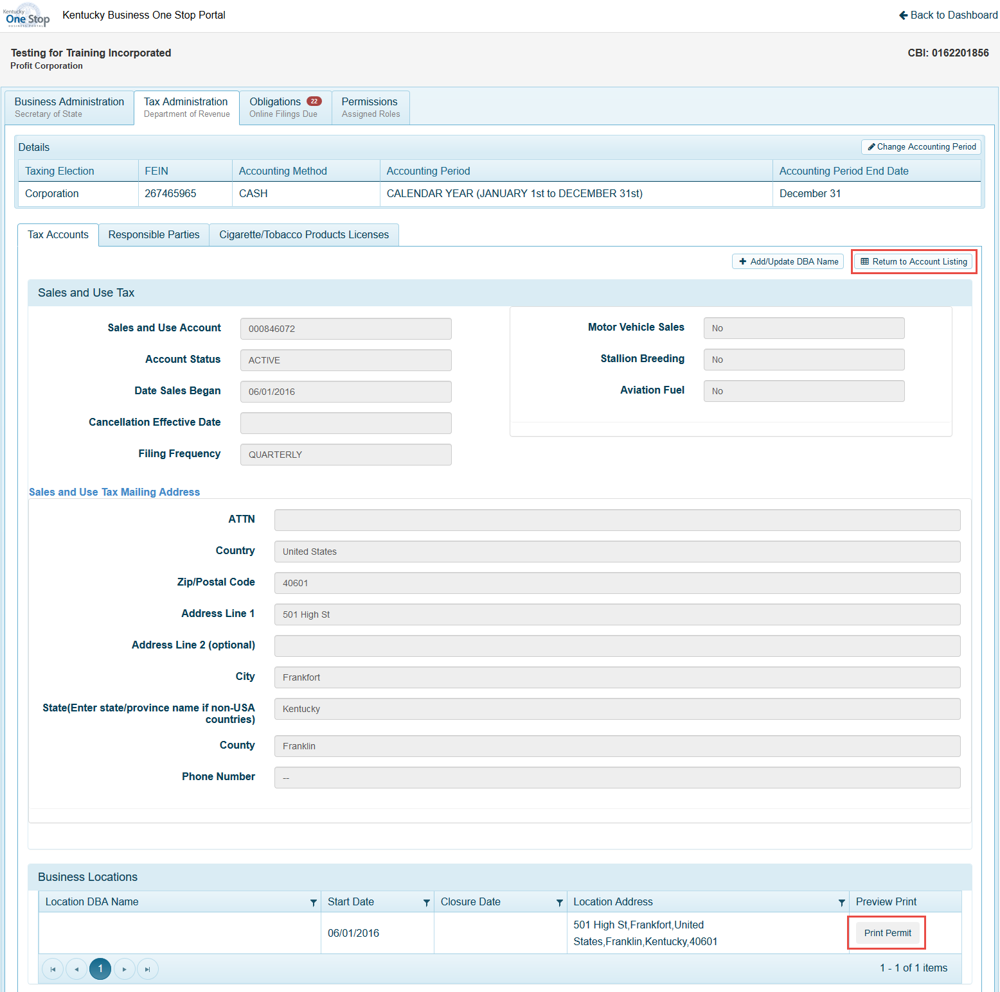 Kentucky
One Stop
BUSINESS PORTAL
Kentucky Business One Stop Portal
Back to Dashboard
Testing for Training Incorporated
CBI: 0162201856
Profit Corporation
Business Administration
Secretary of State
Tax Administration
Department of Revenue
Obligations 22
Online Filings Due
Permissions
Assigned Roles
Details
Change Accounting Period
Taxing Election FEIN Accounting Method Accounting Period Accounting Period End Date
Corporation 267465965 CASH CALENDAR YEAR (JANUARY 1st to DECEMBER 31st) December 31
Tax Accounts Responsible Parties Cigarette/Tobacco Products Licenses
Add/Update DBA Name Return to Account Listing
Sales and Use Tax
Sales and Use Account 000846072
Account Status ACTIVE
Date Sales Began 06/01/2016
Cancellation Effective Date
Filing Frequency QUARTERLY
Motor Vehicle Sales No
Stallion Breeding No
Aviation Fuel No
Sales and Use Tax Mailing Address
ATTN
Country United States
Zip/Postal Code 40601
Address Line 1 501 High St
Address Line 2 (optional)
City Frankfort
State(Enter state/province name if non-USA
countries) Kentucky
County Franklin
Phone Number --
Business Locations
Location DBA Name Start Date Closure Date Location Address Preview Print
06/01/2016
501 High St,Frankfort,United
States,Franklin,Kentucky,40601
Print Permit
1
1 - 1 of 1 items